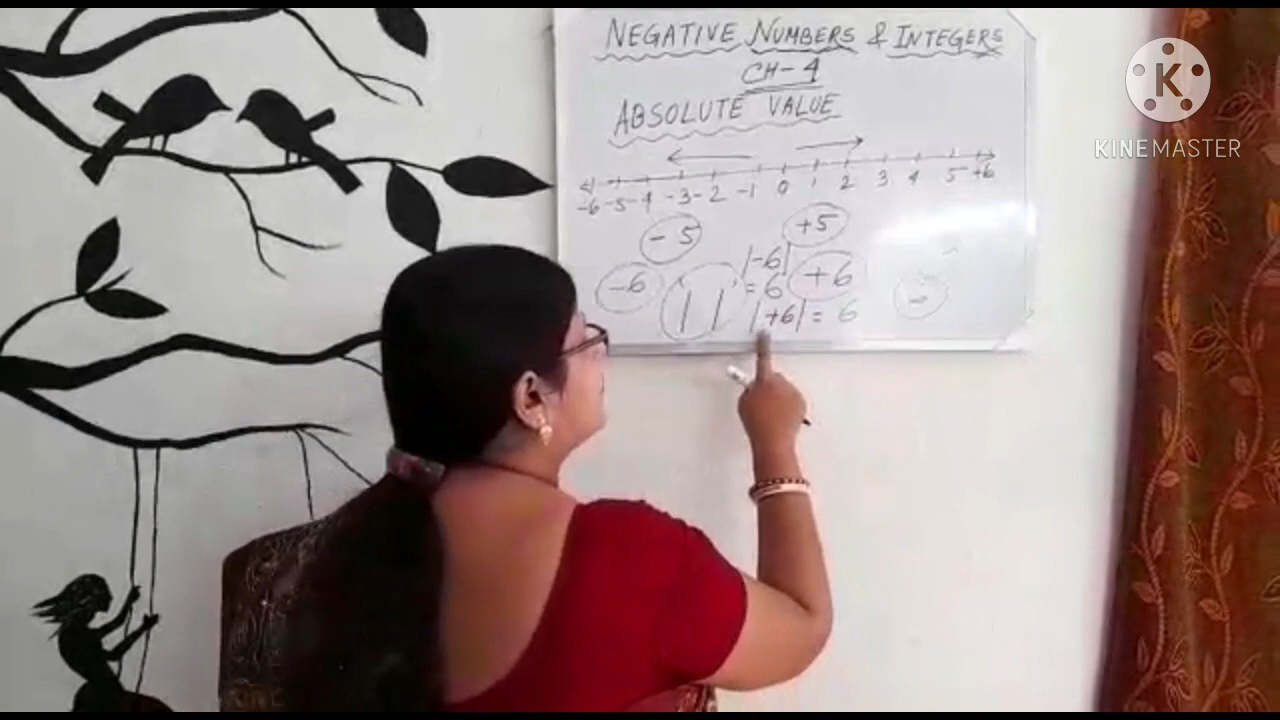 NEGATIVE NUMBERS & INTEGERS
CH-4
ABSOLUTE VALUE
-6 -5 -4 -3 -2 -1 0 1 2 3 4 5 +6
-5 +5
|-6|
-6 | | = 6 +6 -
|+6| = 6
K
KINEMASTER